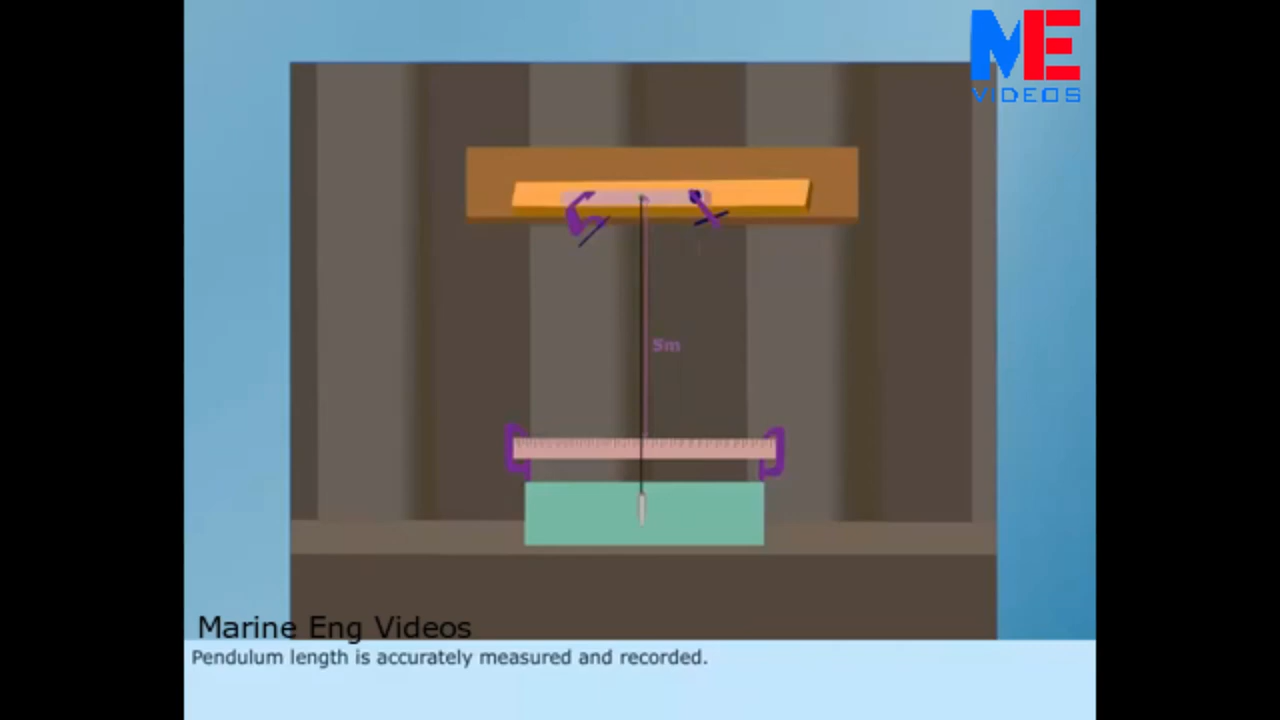 ME
VIDEOS
5m
Marine Eng Videos
Pendulum length is accurately measured and recorded.